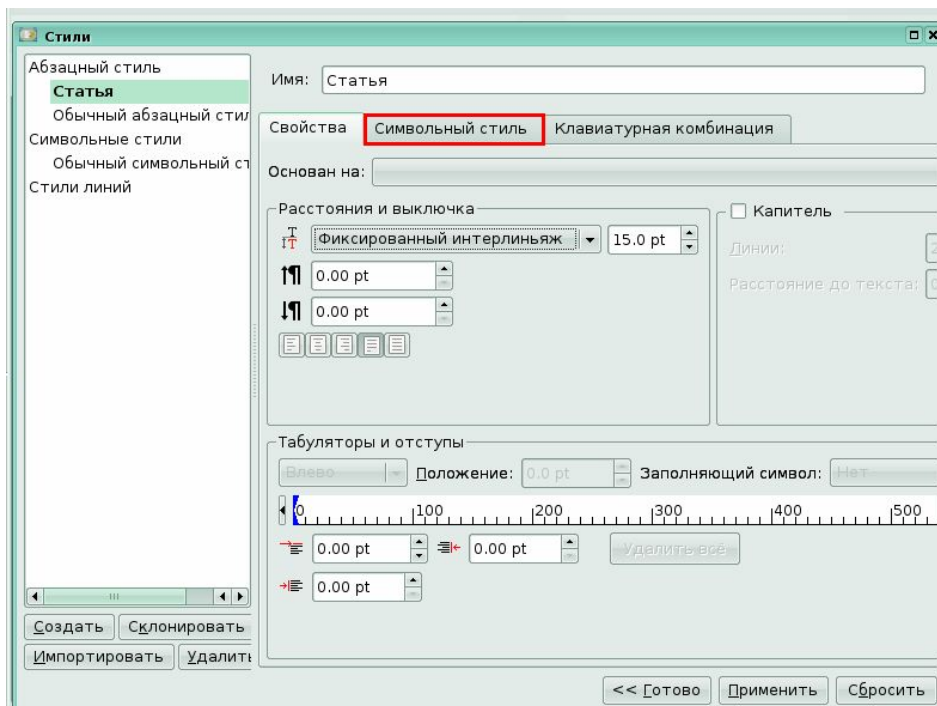 Стили
Абзацный стиль
Статья
Обычный абзацный стил
Символьные стили
Обычный символьный ст
Стили линий
Создать Склонировать
Импортировать Удалить
Имя: Статья
Свойства Символьный стиль Клавиатурная комбинация
Основан на:
Расстояния и выключка
Фиксированный интерлиньяж 15.0 pt
0.00 pt
0.00 pt
Капитель
Линии: 2
Расстояние до текста: 0
Табуляторы и отступы
Влево Положение: 0.0 pt Заполняющий символ: Нет
0 100 200 300 400 500
0.00 pt 0.00 pt Удалить всё
0.00 pt
<< Готово Применить Сбросить